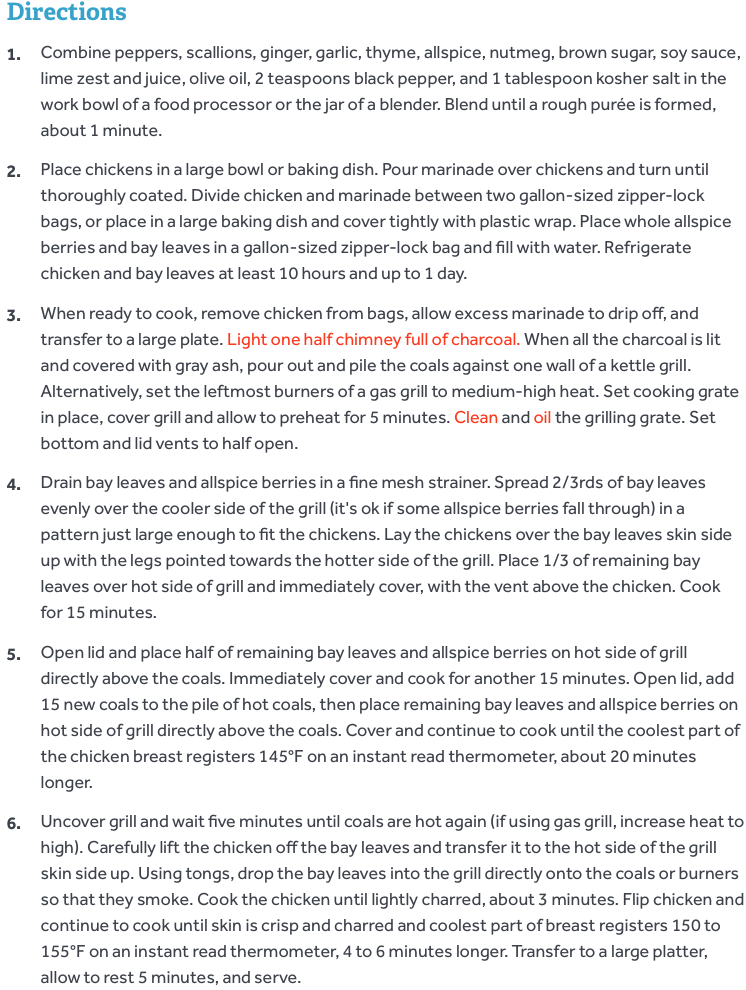 Directions
1. Combine peppers, scallions, ginger, garlic, thyme, allspice, nutmeg, brown sugar, soy sauce,
lime zest and juice, olive oil, 2 teaspoons black pepper, and 1 tablespoon kosher salt in the
work bowl of a food processor or the jar of a blender. Blend until a rough purée is formed,
about 1 minute.
2. Place chickens in a large bowl or baking dish. Pour marinade over chickens and turn until
thoroughly coated. Divide chicken and marinade between two gallon-sized zipper-lock
bags, or place in a large baking dish and cover tightly with plastic wrap. Place whole allspice
berries and bay leaves in a gallon-sized zipper-lock bag and fill with water. Refrigerate
chicken and bay leaves at least 10 hours and up to 1 day.
3. When ready to cook, remove chicken from bags, allow excess marinade to drip off, and
transfer to a large plate. Light one half chimney full of charcoal. When all the charcoal is lit
and covered with gray ash, pour out and pile the coals against one wall of a kettle grill.
Alternatively, set the leftmost burners of a gas grill to medium-high heat. Set cooking grate
in place, cover grill and allow to preheat for 5 minutes. Clean and oil the grilling grate. Set
bottom and lid vents to half open.
4. Drain bay leaves and allspice berries in a fine mesh strainer. Spread 2/3rds of bay leaves
evenly over the cooler side of the grill (it's ok if some allspice berries fall through) in a
pattern just large enough to fit the chickens. Lay the chickens over the bay leaves skin side
up with the legs pointed towards the hotter side of the grill. Place 1/3 of remaining bay
leaves over hot side of grill and immediately cover, with the vent above the chicken. Cook
for 15 minutes.
5. Open lid and place half of remaining bay leaves and allspice berries on hot side of grill
directly above the coals. Immediately cover and cook for another 15 minutes. Open lid, add
15 new coals to the pile of hot coals, then place remaining bay leaves and allspice berries on
hot side of grill directly above the coals. Cover and continue to cook until the coolest part of
the chicken breast registers 145°F on an instant read thermometer, about 20 minutes
longer.
6. Uncover grill and wait five minutes until coals are hot again (if using gas grill, increase heat to
high). Carefully lift the chicken off the bay leaves and transfer it to the hot side of the grill
skin side up. Using tongs, drop the bay leaves into the grill directly onto the coals or burners
so that they smoke. Cook the chicken until lightly charred, about 3 minutes. Flip chicken and
continue to cook until skin is crisp and charred and coolest part of breast registers 150 to
155°F on an instant read thermometer, 4 to 6 minutes longer. Transfer to a large platter,
allow to rest 5 minutes, and serve.